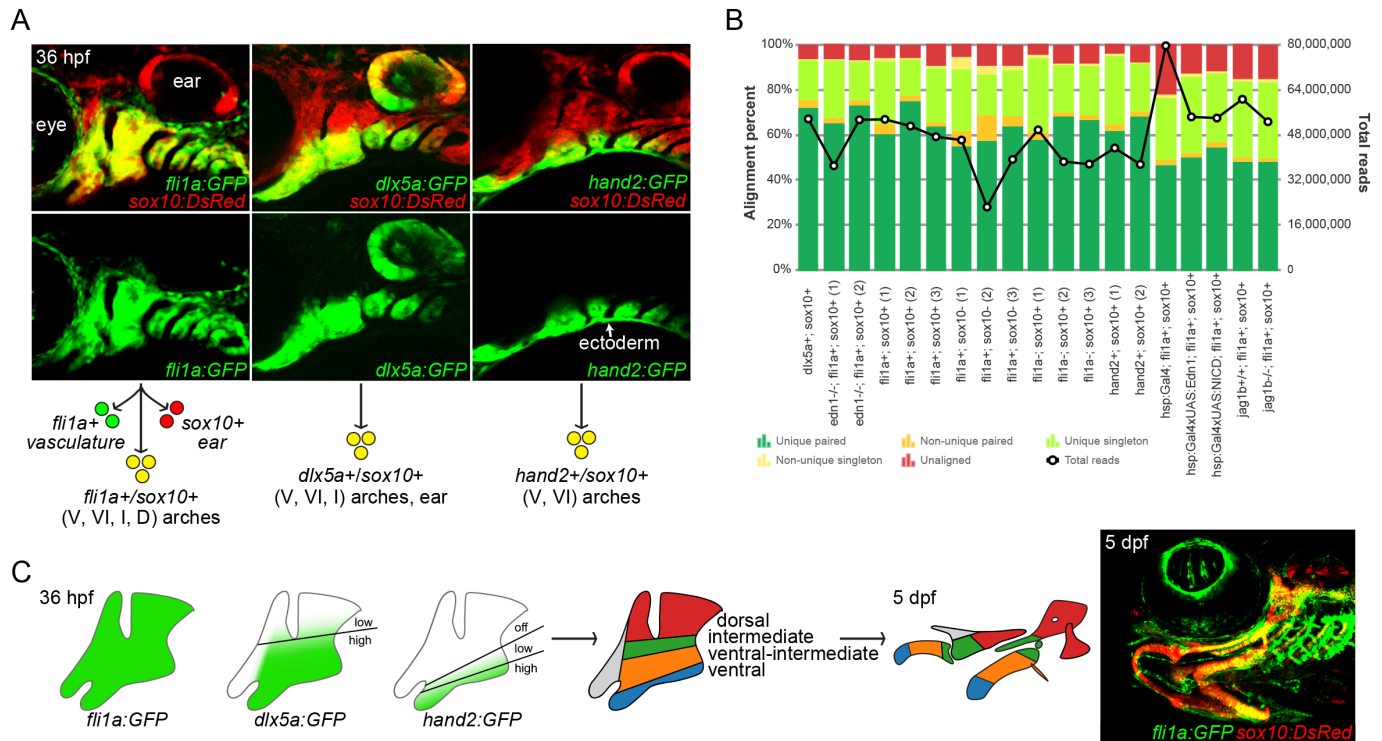 A
36 hpf
ear
eye
fli1a:GFP
sox10:DsRed
dlx5a:GFP
sox10:DsRed
hand2:GFP
sox10:DsRed
fli1a:GFP
dlx5a:GFP
ectoderm
hand2:GFP
fli1a+
vasculature
sox10+
ear
fli1a+/sox10+
(V, VI, I, D) arches
dlx5a+/sox10+
(V, VI, I) arches, ear
hand2+/sox10+
(V, VI) arches
B
Alignment percent
100%
80%
60%
40%
20%
0%
80,000,000
64,000,000
48,000,000
32,000,000
16,000,000
0
Total reads
dlx5a+; sox10+
edn1-/-; fli1a+; sox10+ (1)
edn1-/-; fli1a+; sox10+ (2)
fli1a+; sox10+ (1)
fli1a+; sox10+ (2)
fli1a+; sox10+ (3)
fli1a+; sox10- (1)
fli1a+; sox10- (2)
fli1a+; sox10- (3)
fli1a-; sox10+ (1)
fli1a-; sox10+ (2)
fli1a-; sox10+ (3)
hand2+; sox10+ (1)
hand2+; sox10+ (2)
hsp:Gal4; fli1a+; sox10+
hsp:Gal4xUAS:Edn1; fli1a+; sox10+
hsp:Gal4xUAS:NICD; fli1a+; sox10+
jag1b+/+; fli1a+; sox10+
jag1b-/-; fli1a+; sox10+
Unique paired
Non-unique paired
Unique singleton
Non-unique singleton
Unaligned
Total reads
C
36 hpf
fli1a:GFP
low
high
dlx5a:GFP
off
low
high
hand2:GFP
dorsal
intermediate
ventral-intermediate
ventral
5 dpf
5 dpf
fli1a:GFP sox10:DsRed